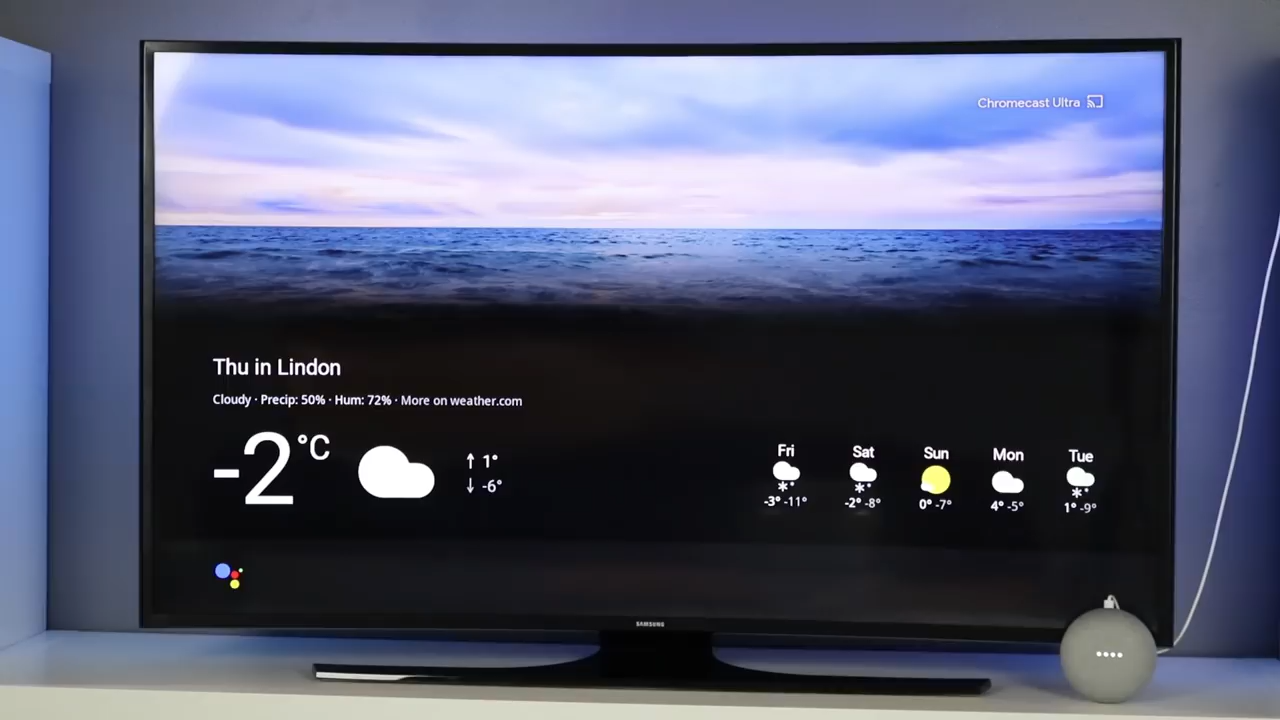 Chromecast Ultra
Thu in Lindon
Cloudy · Precip: 50% · Hum: 72% · More on weather.com
-2 °C
↑ 1°
↓ -6°
Fri Sat Sun Mon Tue
-3° -11° -2° -8° 0° -7° 4° -5° 1° -9°
SAMSUNG